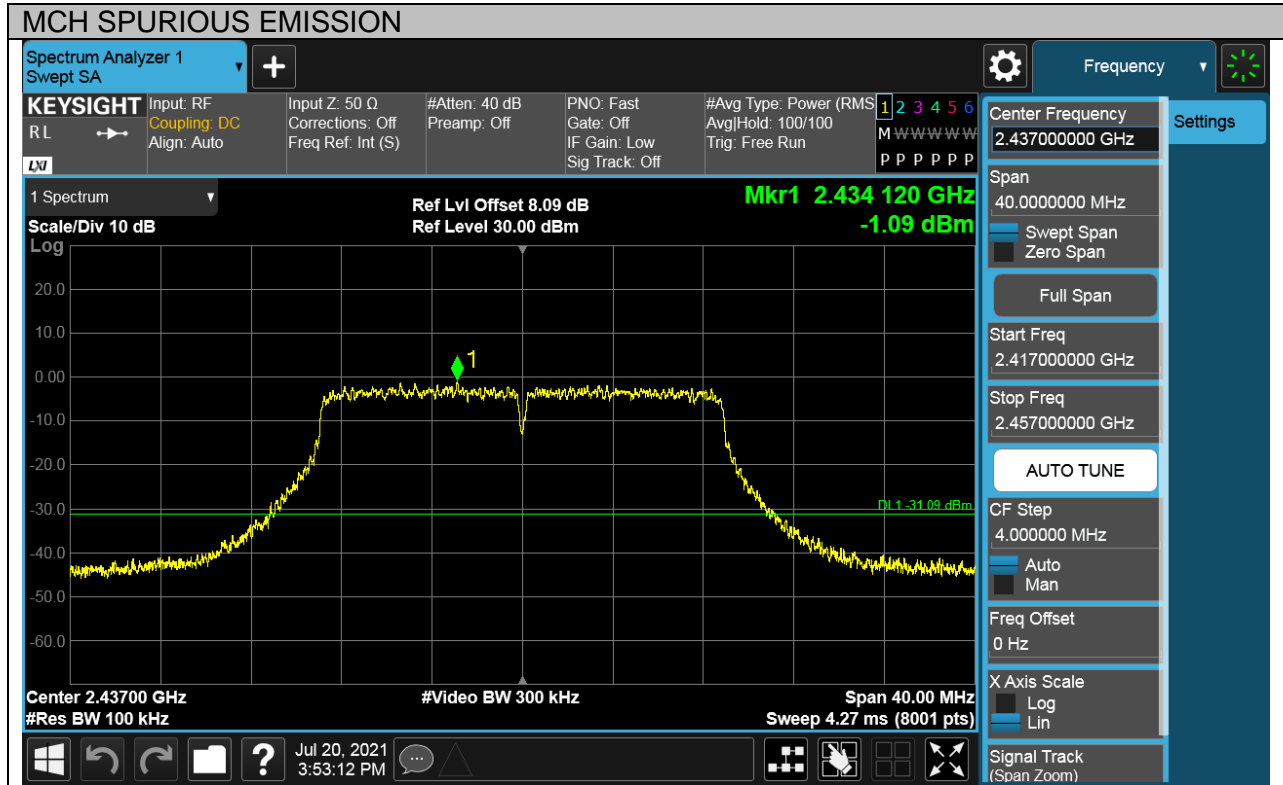 MCH SPURIOUS EMISSION
Spectrum Analyzer 1
Swept SA
+
Frequency
KEYSIGHT
RL
LXI
Input: RF
Coupling: DC
Align: Auto
Input Z: 50 Ω
Corrections: Off
Freq Ref: Int (S)
#Atten: 40 dB
Preamp: Off
PNO: Fast
Gate: Off
IF Gain: Low
Sig Track: Off
#Avg Type: Power (RMS
Avg|Hold: 100/100
Trig: Free Run
1 2 3 4 5 6
M W W W W W
P P P P P P
1 Spectrum
Scale/Div 10 dB
Ref Lvl Offset 8.09 dB
Ref Level 30.00 dBm
Mkr1 2.434 120 GHz
-1.09 dBm
Log
20.0
10.0
0.00
-10.0
-20.0
-30.0
-40.0
-50.0
-60.0
1
DL1 -31.09 dBm
Center 2.43700 GHz
#Res BW 100 kHz
#Video BW 300 kHz
Span 40.00 MHz
Sweep 4.27 ms (8001 pts)
?
Jul 20, 2021
3:53:12 PM
Center Frequency
2.437000000 GHz
Settings
Span
40.0000000 MHz
Swept Span
Zero Span
Full Span
Start Freq
2.417000000 GHz
Stop Freq
2.457000000 GHz
AUTO TUNE
CF Step
4.000000 MHz
Auto
Man
Freq Offset
0 Hz
X Axis Scale
Log
Lin
Signal Track
(Span Zoom)